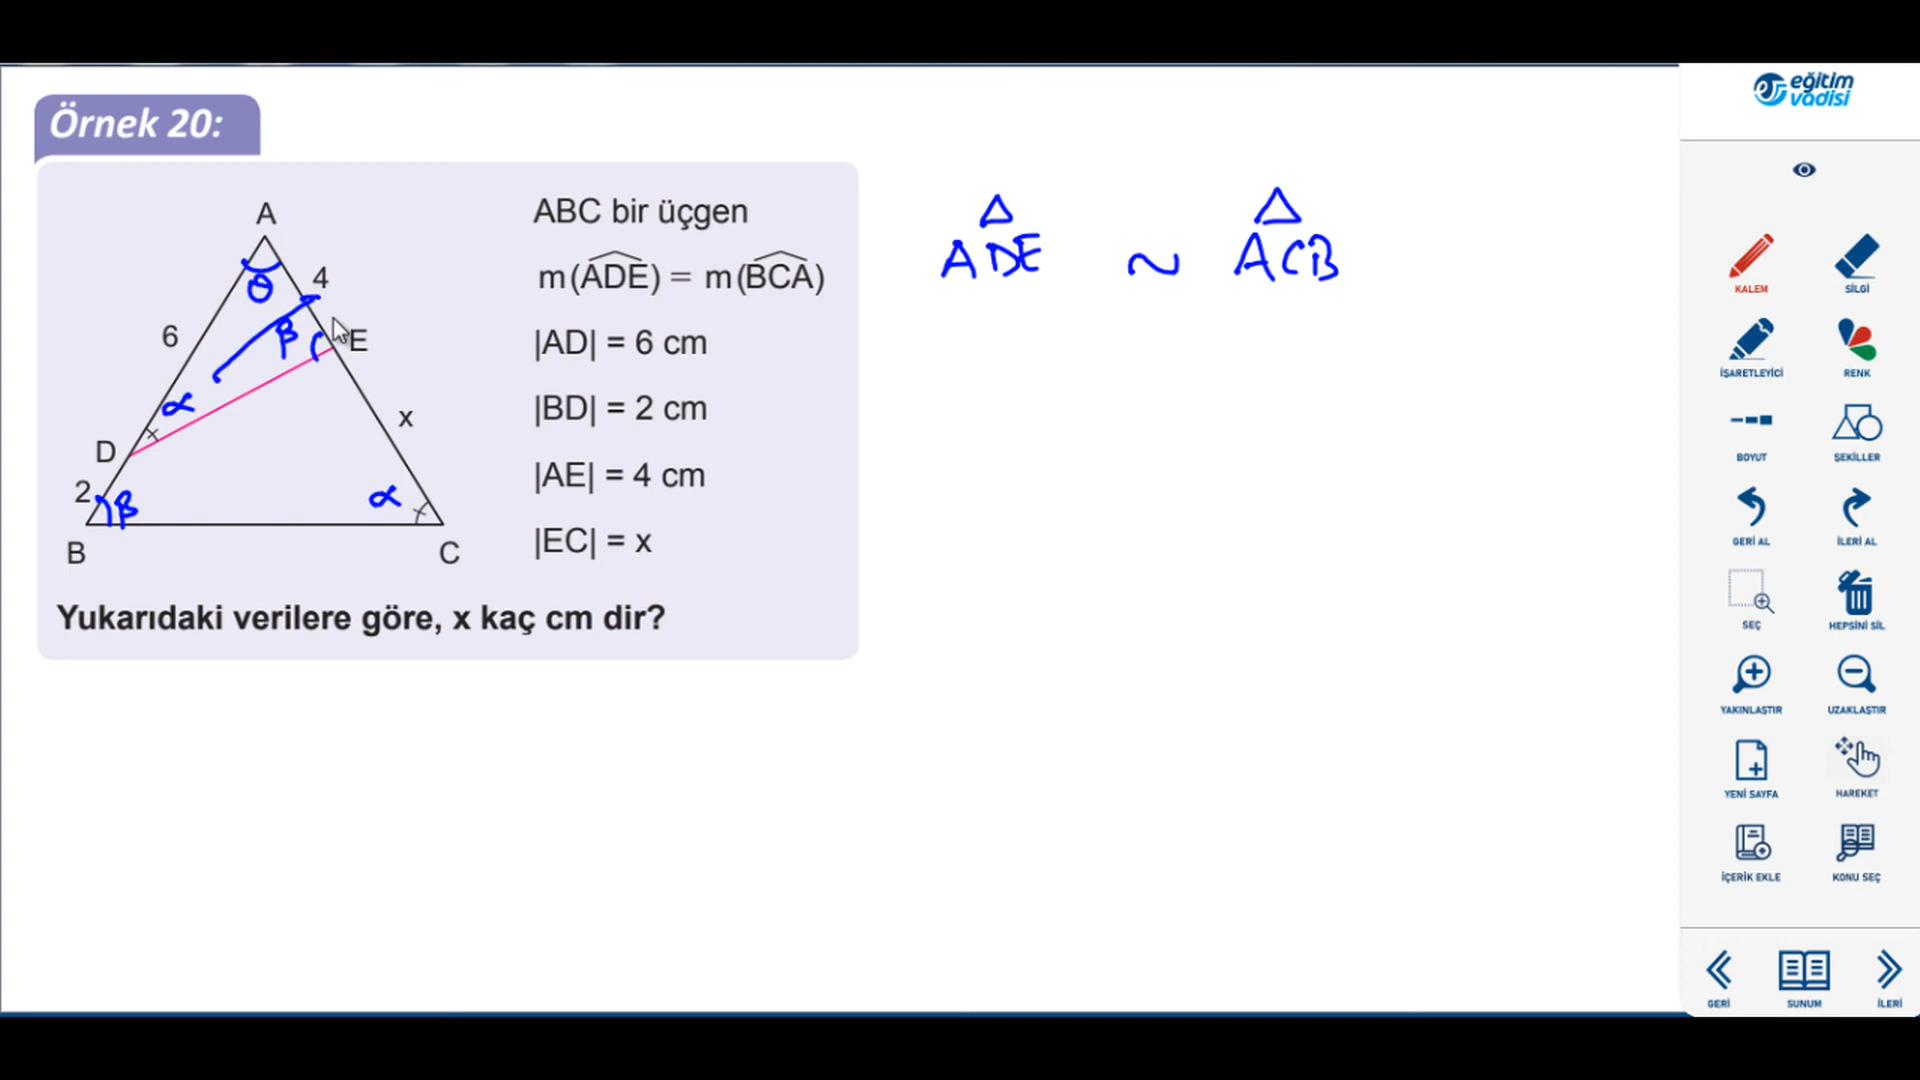 eğitim
vadisi
Örnek 20:
A
θ
4
6
β
E
α
x
D
2
β
α
B
C
ABC bir üçgen
m(ADE) = m(BCA)
|AD| = 6 cm
|BD| = 2 cm
|AE| = 4 cm
|EC| = x
Yukarıdaki verilere göre, x kaç cm dir?
Δ Δ
ADE ~ ACB
KALEM
SİLGİ
İŞARETLEYİCİ
RENK
BOYUT
ŞEKİLLER
GERİ AL
İLERİ AL
SEÇ
HEPSİNİ SİL
YAKINLAŞTIR
UZAKLAŞTIR
YENİ SAYFA
HAREKET
İÇERİK EKLE
KONU SEÇ
GERİ
SUNUM
İLERİ